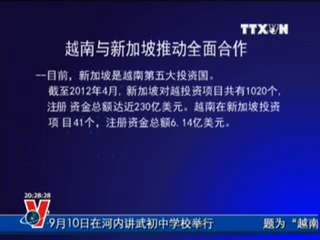 TTXVN
越南与新加坡推动全面合作
--目前，新加坡是越南第五大投资国。
截至2012年4月，新加坡对越投资项目共有1020个，
注册 资金总额达近230亿美元。越南在新加坡投资
项 目41个，注册资金总额6.14亿美元。
20:28:28
V
9月10日在河内讲武初中学校举行 题为“越南